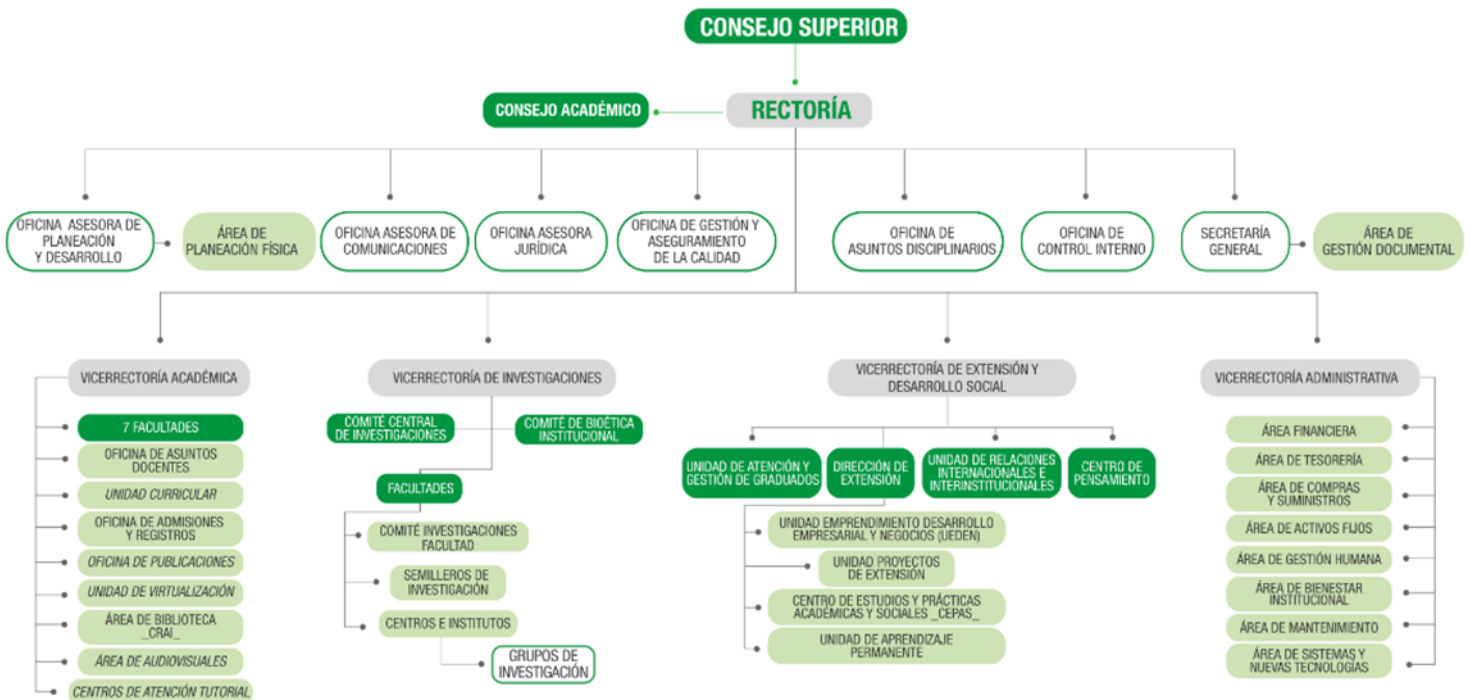 CONSEJO SUPERIOR
CONSEJO ACADÉMICO
RECTORÍA
OFICINA ASESORA DE
PLANEACIÓN
Y DESARROLLO
ÁREA DE
PLANEACIÓN FÍSICA
OFICINA ASESORA DE
COMUNICACIONES
OFICINA ASESORA
JURÍDICA
OFICINA DE GESTIÓN Y
ASEGURAMIENTO
DE LA CALIDAD
OFICINA DE
ASUNTOS DISCIPLINARIOS
OFICINA DE
CONTROL INTERNO
SECRETARÍA
GENERAL
ÁREA DE
GESTIÓN DOCUMENTAL
VICERRECTORÍA ACADÉMICA
7 FACULTADES
OFICINA DE ASUNTOS
DOCENTES
UNIDAD CURRICULAR
OFICINA DE ADMISIONES
Y REGISTROS
OFICINA DE PUBLICACIONES
UNIDAD DE VIRTUALIZACIÓN
ÁREA DE BIBLIOTECA
_CRAI_
ÁREA DE AUDIOVISUALES
CENTROS DE ATENCIÓN TUTORIAL
VICERRECTORÍA DE INVESTIGACIONES
COMITÉ CENTRAL
DE INVESTIGACIONES
COMITÉ DE BIOÉTICA
INSTITUCIONAL
FACULTADES
COMITÉ INVESTIGACIONES
FACULTAD
SEMILLEROS DE
INVESTIGACIÓN
CENTROS E INSTITUTOS
GRUPOS DE
INVESTIGACIÓN
VICERRECTORÍA DE EXTENSIÓN Y
DESARROLLO SOCIAL
UNIDAD DE ATENCIÓN Y
GESTIÓN DE GRADUADOS
DIRECCIÓN DE
EXTENSIÓN
UNIDAD DE RELACIONES
INTERNACIONALES E
INTERINSTITUCIONALES
CENTRO DE
PENSAMIENTO
UNIDAD EMPRENDIMIENTO DESARROLLO
EMPRESARIAL Y NEGOCIOS (UEDEN)
UNIDAD PROYECTOS
DE EXTENSIÓN
CENTRO DE ESTUDIOS Y PRÁCTICAS
ACADÉMICAS Y SOCIALES _CEPAS_
UNIDAD DE APRENDIZAJE
PERMANENTE
VICERRECTORÍA ADMINISTRATIVA
ÁREA FINANCIERA
ÁREA DE TESORERÍA
ÁREA DE COMPRAS
Y SUMINISTROS
ÁREA DE ACTIVOS FIJOS
ÁREA DE GESTIÓN HUMANA
ÁREA DE BIENESTAR
INSTITUCIONAL
ÁREA DE MANTENIMIENTO
ÁREA DE SISTEMAS Y
NUEVAS TECNOLOGÍAS